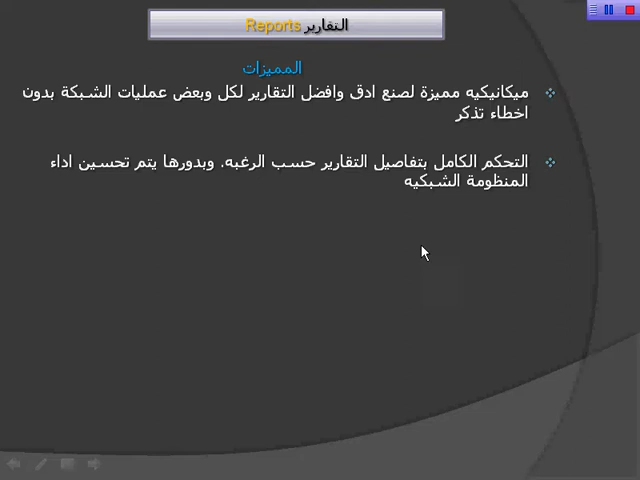 التقارير Reports
المميزات
ميكانيكيه مميزة لصنع ادق وافضل التقارير لكل وبعض عمليات الشبكة بدون
اخطاء تذكر
التحكم الكامل بتفاصيل التقارير حسب الرغبه. وبدورها يتم تحسين اداء
المنظومة الشبكيه